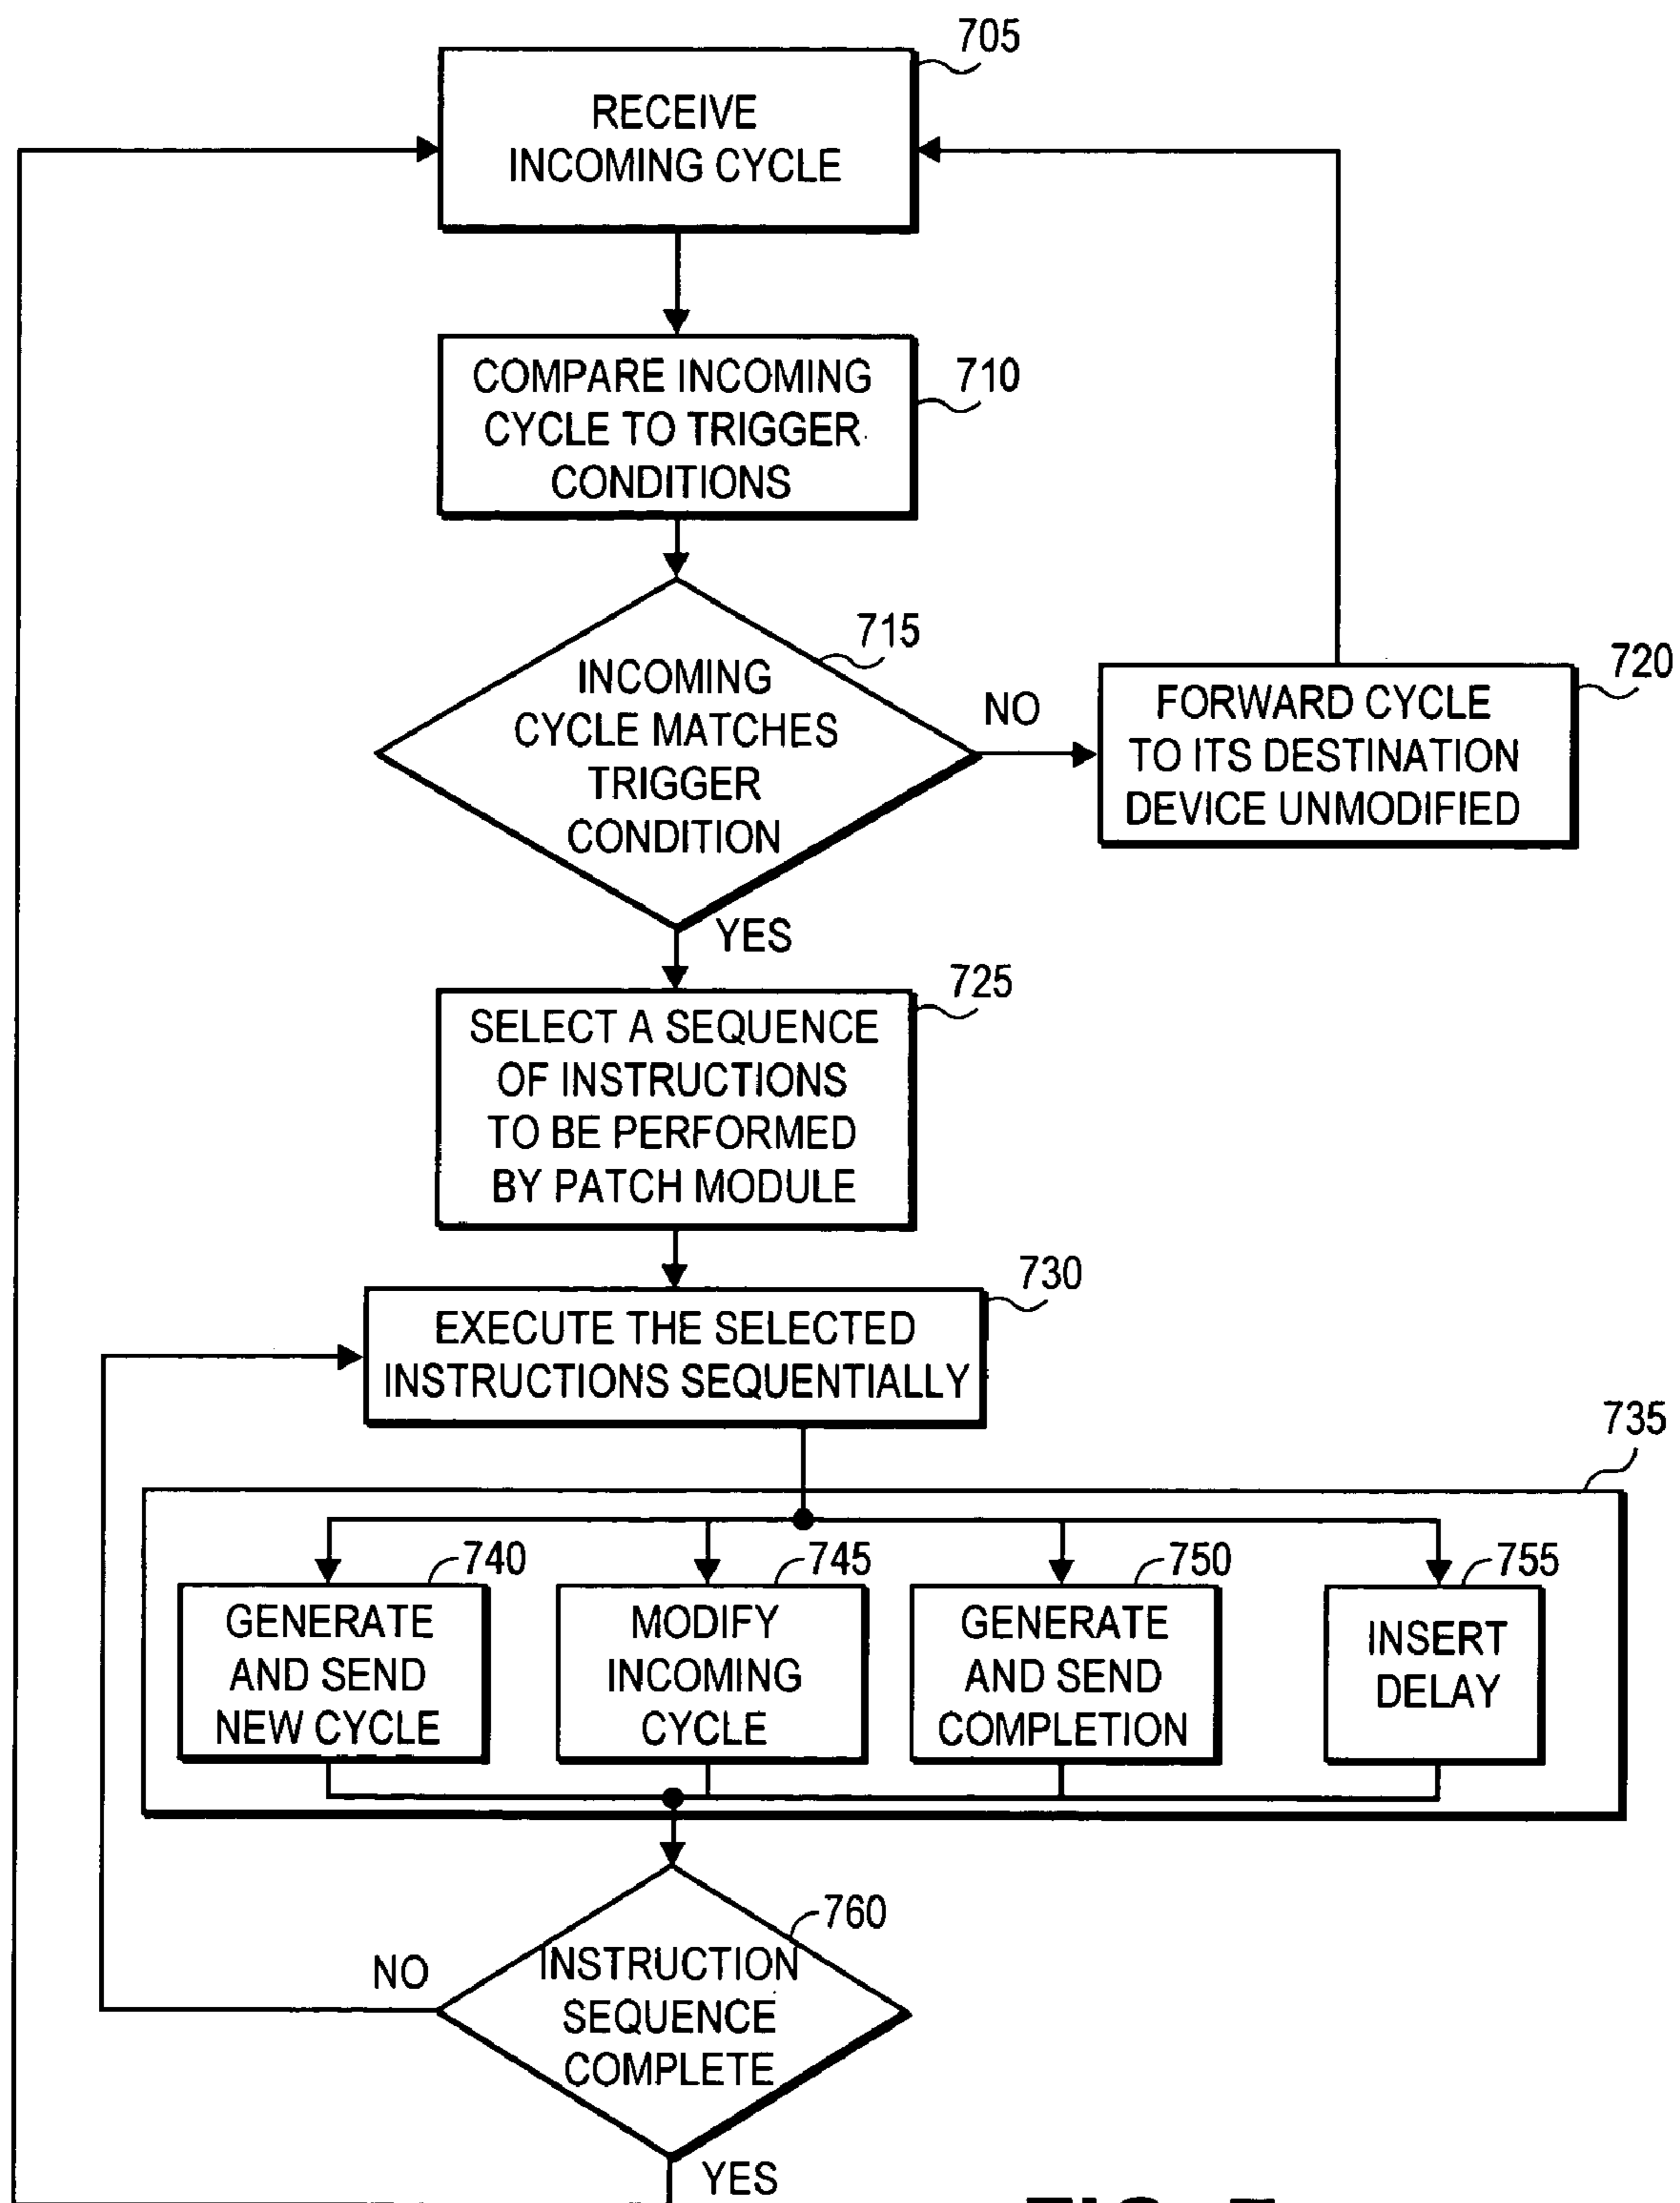 705
RECEIVE
INCOMING CYCLE
COMPARE INCOMING
CYCLE TO TRIGGER
CONDITIONS
710
715
INCOMING
CYCLE MATCHES
TRIGGER
CONDITION
NO
720
FORWARD CYCLE
TO ITS DESTINATION
DEVICE UNMODIFIED
YES
725
SELECT A SEQUENCE
OF INSTRUCTIONS
TO BE PERFORMED
BY PATCH MODULE
730
EXECUTE THE SELECTED
INSTRUCTIONS SEQUENTIALLY
735
740
GENERATE
AND SEND
NEW CYCLE
745
MODIFY
INCOMING
CYCLE
750
GENERATE
AND SEND
COMPLETION
755
INSERT
DELAY
760
INSTRUCTION
SEQUENCE
COMPLETE
NO
YES